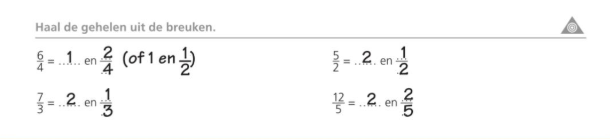 Haal de gehelen uit de breuken.
6/4 = ..1.. en 2/4 (of 1 en 1/2)
5/2 = ..2.. en 1/2
7/3 = ..2.. en 1/3
12/5 = ..2.. en 2/5